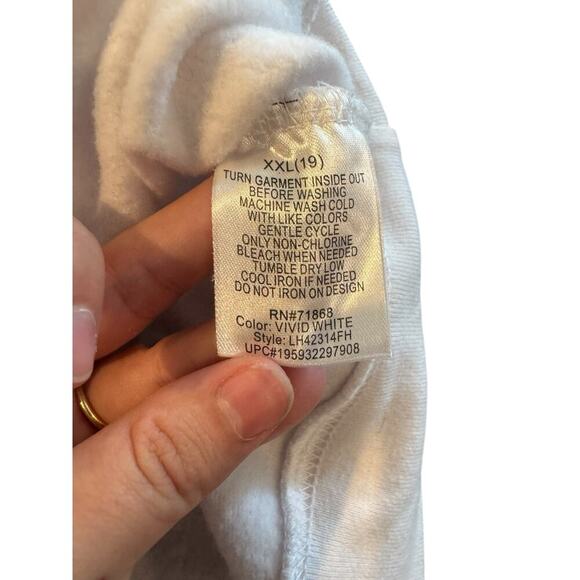 XXL(19)
TURN GARMENT INSIDE OUT
BEFORE WASHING
MACHINE WASH COLD
WITH LIKE COLORS
GENTLE CYCLE
ONLY NON-CHLORINE
BLEACH WHEN NEEDED
TUMBLE DRY LOW
COOL IRON IF NEEDED
DO NOT IRON ON DESIGN
RN#71868
Color: VIVID WHITE
Style: LH42314FH
UPC#195932297908